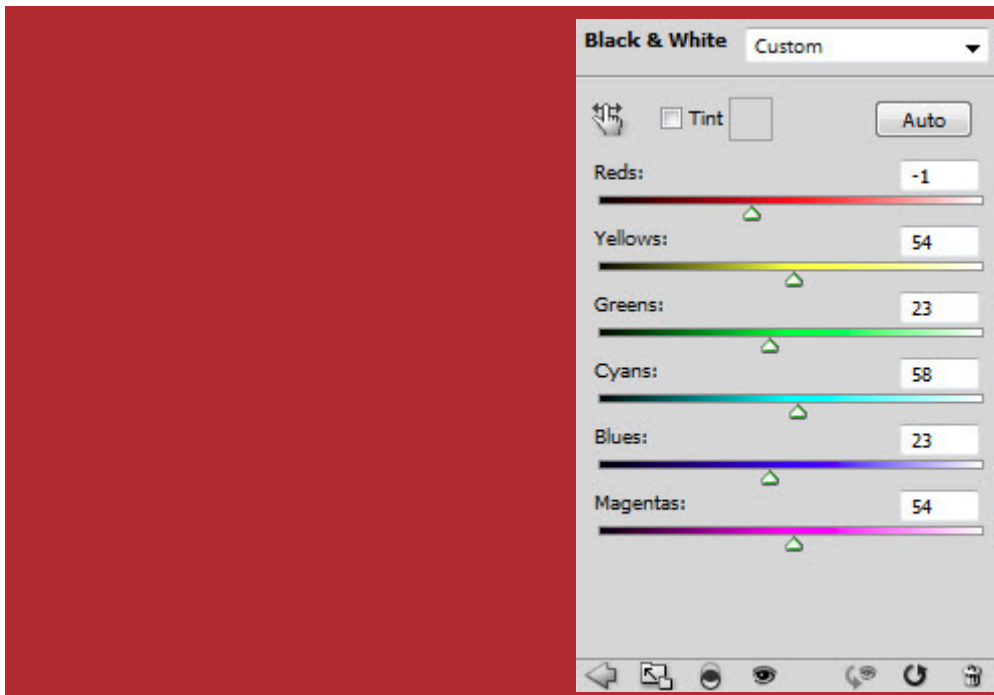 Black & White Custom
Tint Auto
Reds: -1
Yellows: 54
Greens: 23
Cyans: 58
Blues: 23
Magentas: 54